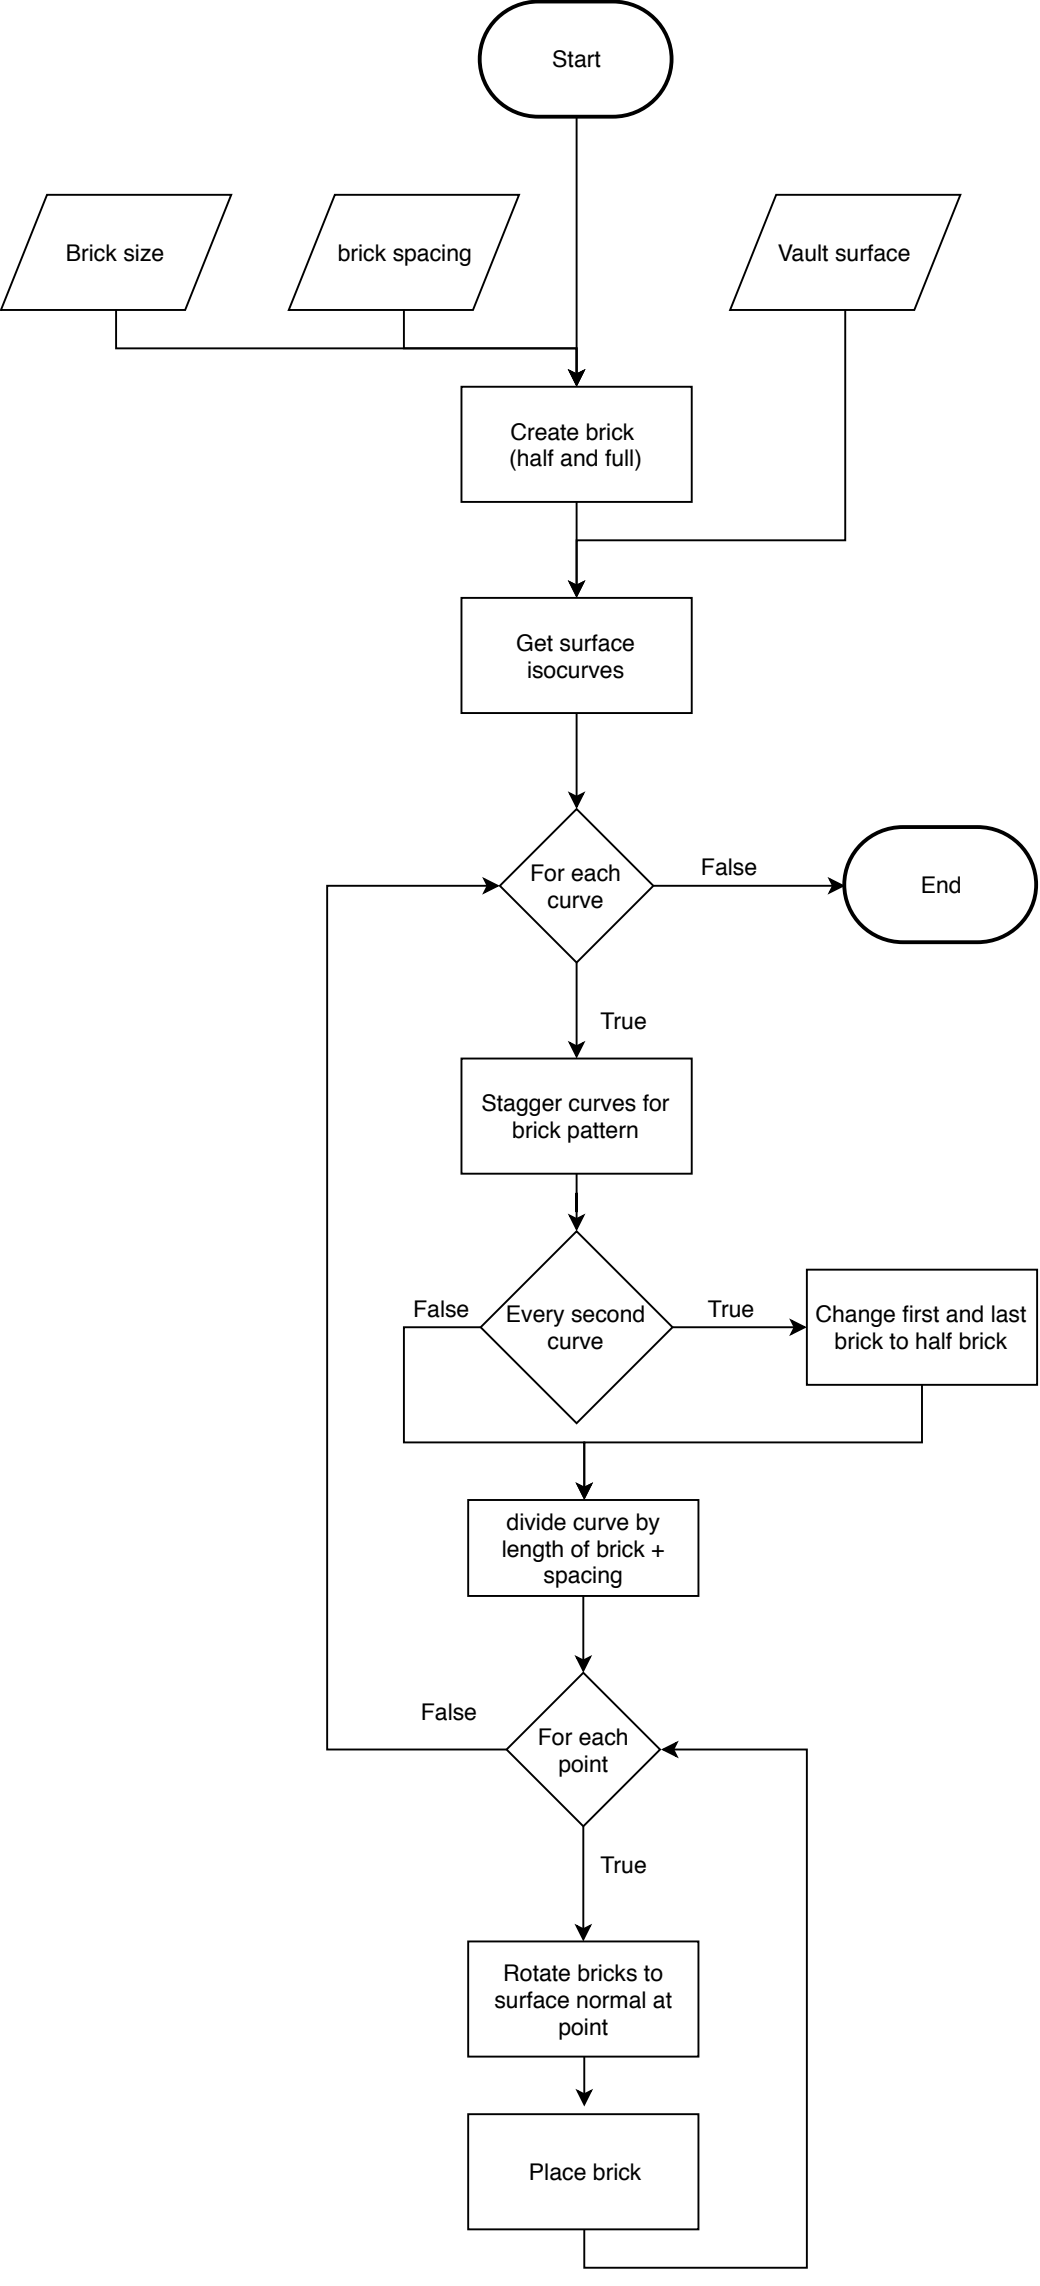 Start
Brick size
brick spacing
Vault surface
Create brick
(half and full)
Get surface
isocurves
For each
curve
False
End
True
Stagger curves for
brick pattern
False
Every second
curve
True
Change first and last
brick to half brick
divide curve by
length of brick +
spacing
False
For each
point
True
Rotate bricks to
surface normal at
point
Place brick